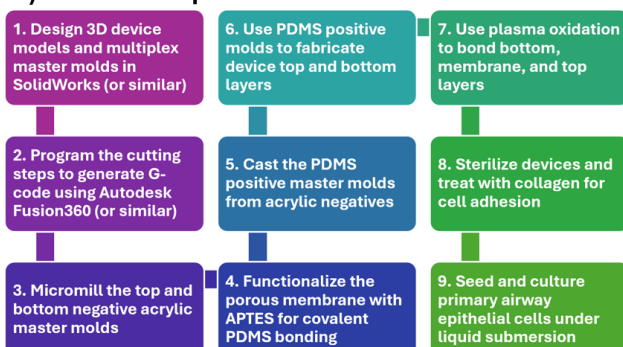 1. Design 3D device
models and multiplex
master molds in
SolidWorks (or similar)
2. Program the cutting
steps to generate G-
code using Autodesk
Fusion360 (or similar)
3. Micromill the top and
bottom negative acrylic
master molds
4. Functionalize the
porous membrane with
APTES for covalent
PDMS bonding
5. Cast the PDMS
positive master molds
from acrylic negatives
6. Use PDMS positive
molds to fabricate
device top and bottom
layers
7. Use plasma oxidation
to bond bottom,
membrane, and top
layers
8. Sterilize devices and
treat with collagen for
cell adhesion
9. Seed and culture
primary airway
epithelial cells under
liquid submersion